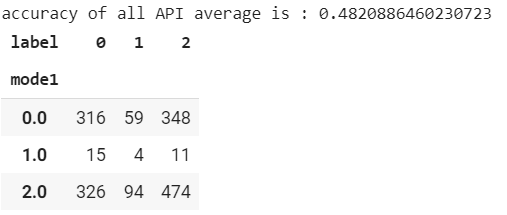 accuracy of all API average is : 0.4820886460230723
label 0 1 2
mode1
0.0 316 59 348
1.0 15 4 11
2.0 326 94 474